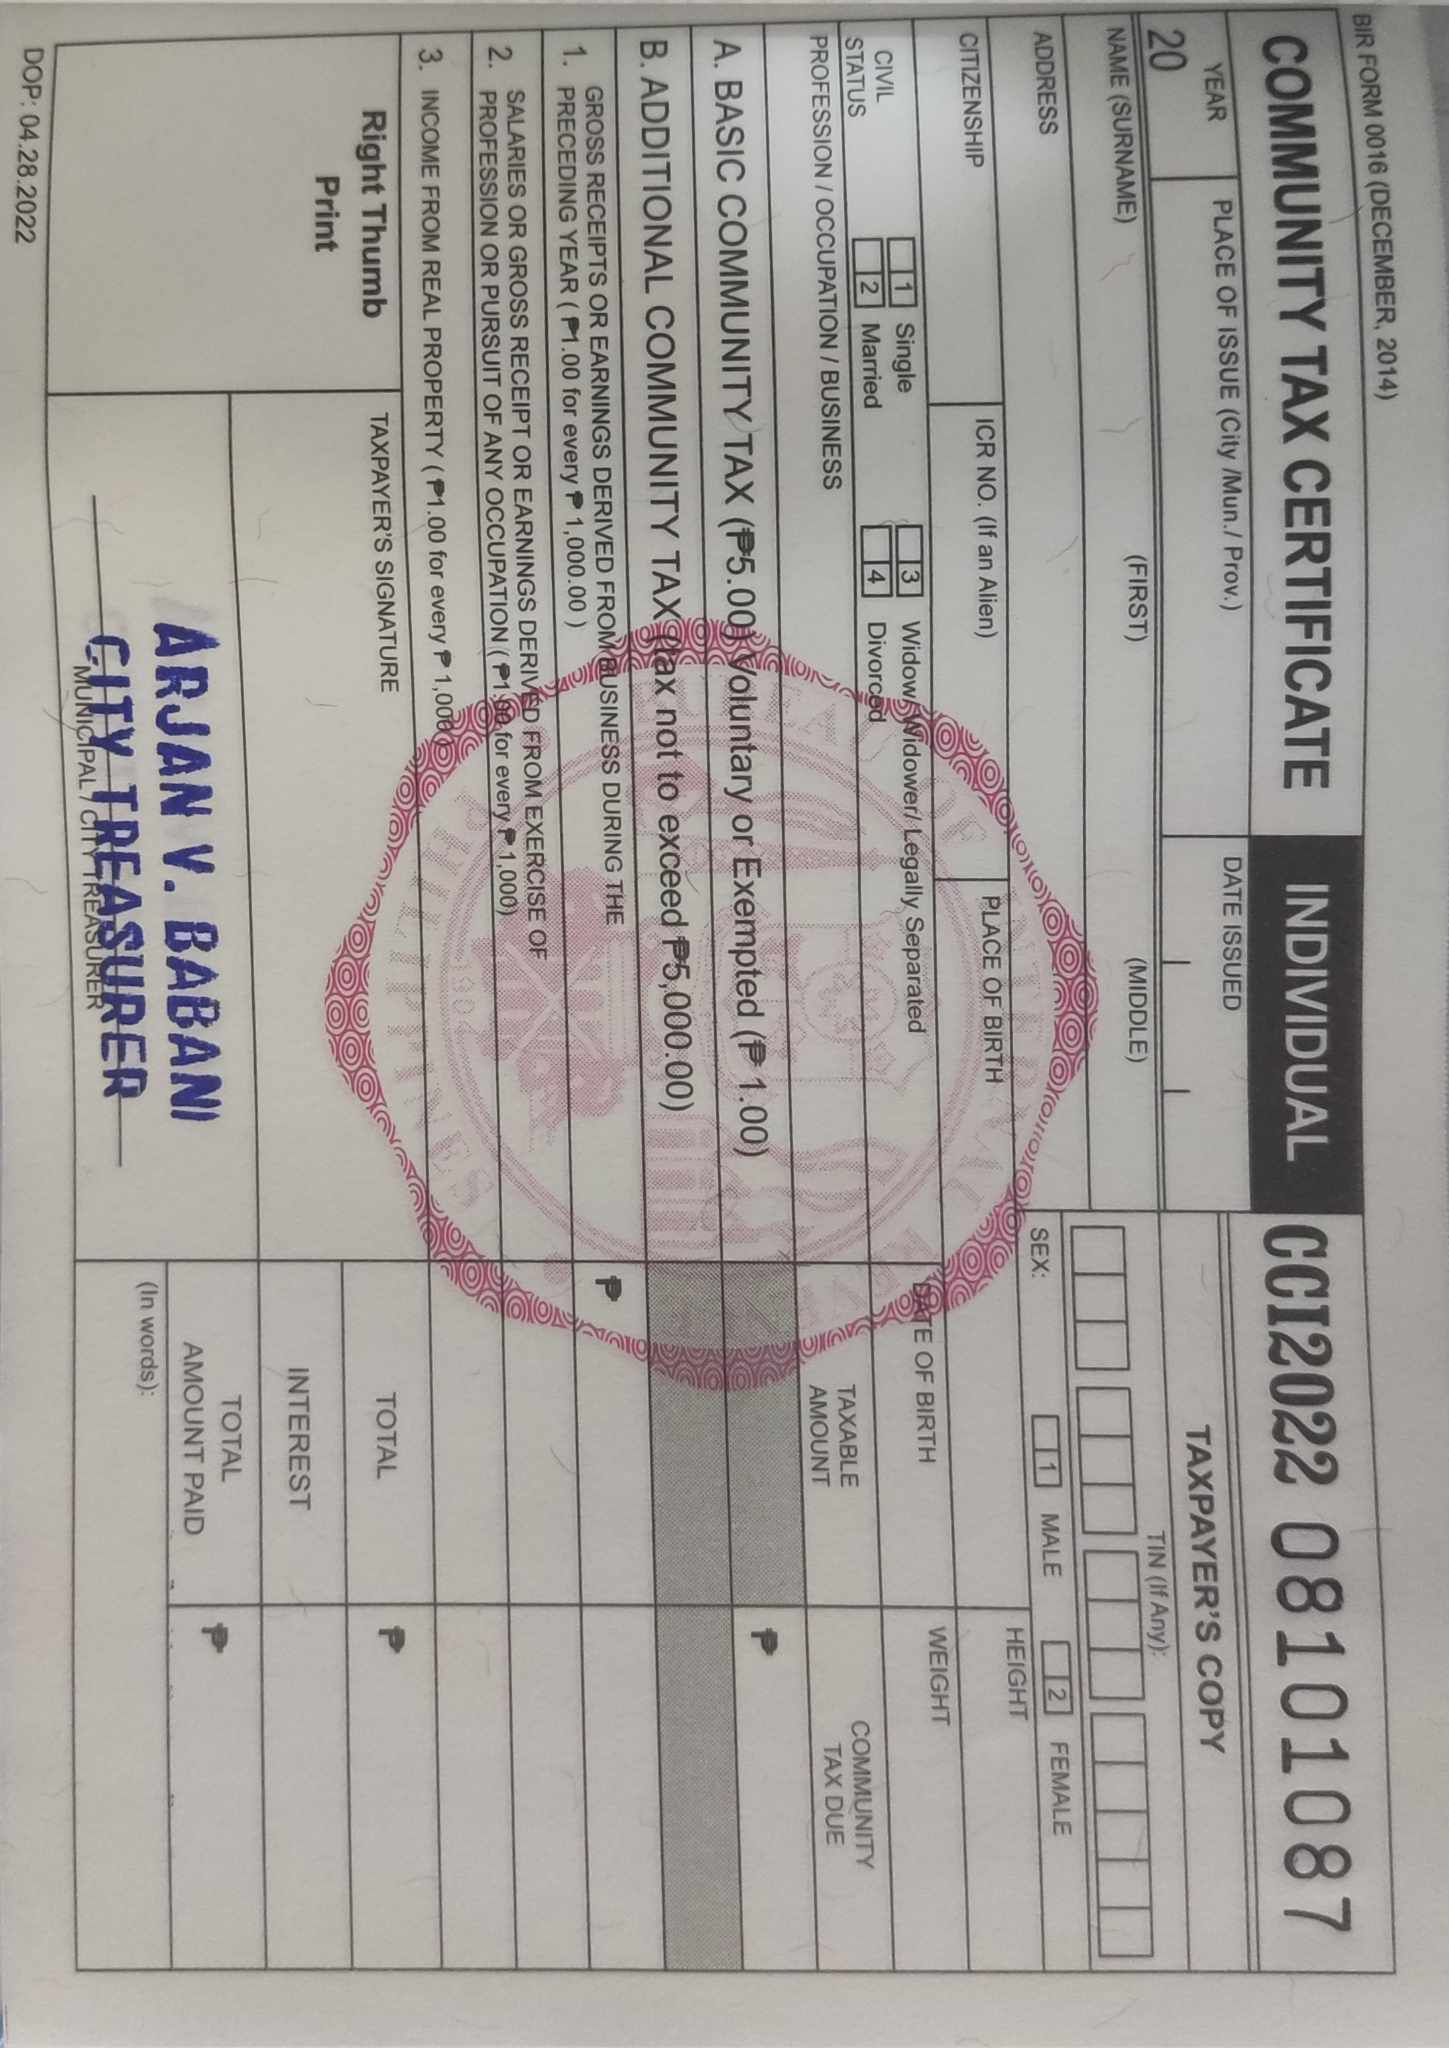 BIR FORM 0016 (DECEMBER, 2014)
COMMUNITY TAX CERTIFICATE
INDIVIDUAL
CCI2022 08101087
YEAR
20
PLACE OF ISSUE (City /Mun./ Prov.)
DATE ISSUED
TAXPAYER'S COPY
NAME (SURNAME)
(FIRST)
(MIDDLE)
TIN (If Any):
ADDRESS
SEX:
1 MALE
2 FEMALE
CITIZENSHIP
ICR NO. (If an Alien)
PLACE OF BIRTH
HEIGHT
CIVIL
STATUS
1 Single
2 Married
3 Widow/Widower/ Legally Separated
4 Divorced
DATE OF BIRTH
WEIGHT
PROFESSION / OCCUPATION / BUSINESS
TAXABLE
AMOUNT
COMMUNITY
TAX DUE
A. BASIC COMMUNITY TAX (₱5.00) Voluntary or Exempted (₱ 1.00)
₱
B. ADDITIONAL COMMUNITY TAX (tax not to exceed ₱5,000.00)
1. GROSS RECEIPTS OR EARNINGS DERIVED FROM BUSINESS DURING THE
PRECEDING YEAR ( ₱1.00 for every ₱ 1,000.00 )
₱
2. SALARIES OR GROSS RECEIPT OR EARNINGS DERIVED FROM EXERCISE OF
PROFESSION OR PURSUIT OF ANY OCCUPATION ( ₱1.00 for every ₱ 1,000)
3. INCOME FROM REAL PROPERTY ( ₱1.00 for every ₱ 1,000)
Right Thumb
Print
TAXPAYER'S SIGNATURE
TOTAL
₱
INTEREST
ARJAN V. BABANI
CITY TREASURER
MUNICIPAL / CITY TREASURER
TOTAL
AMOUNT PAID
₱
(In words):
DOP: 04.28.2022
BUREAU OF INTERNAL REVENUE
PHILIPPINES
1904